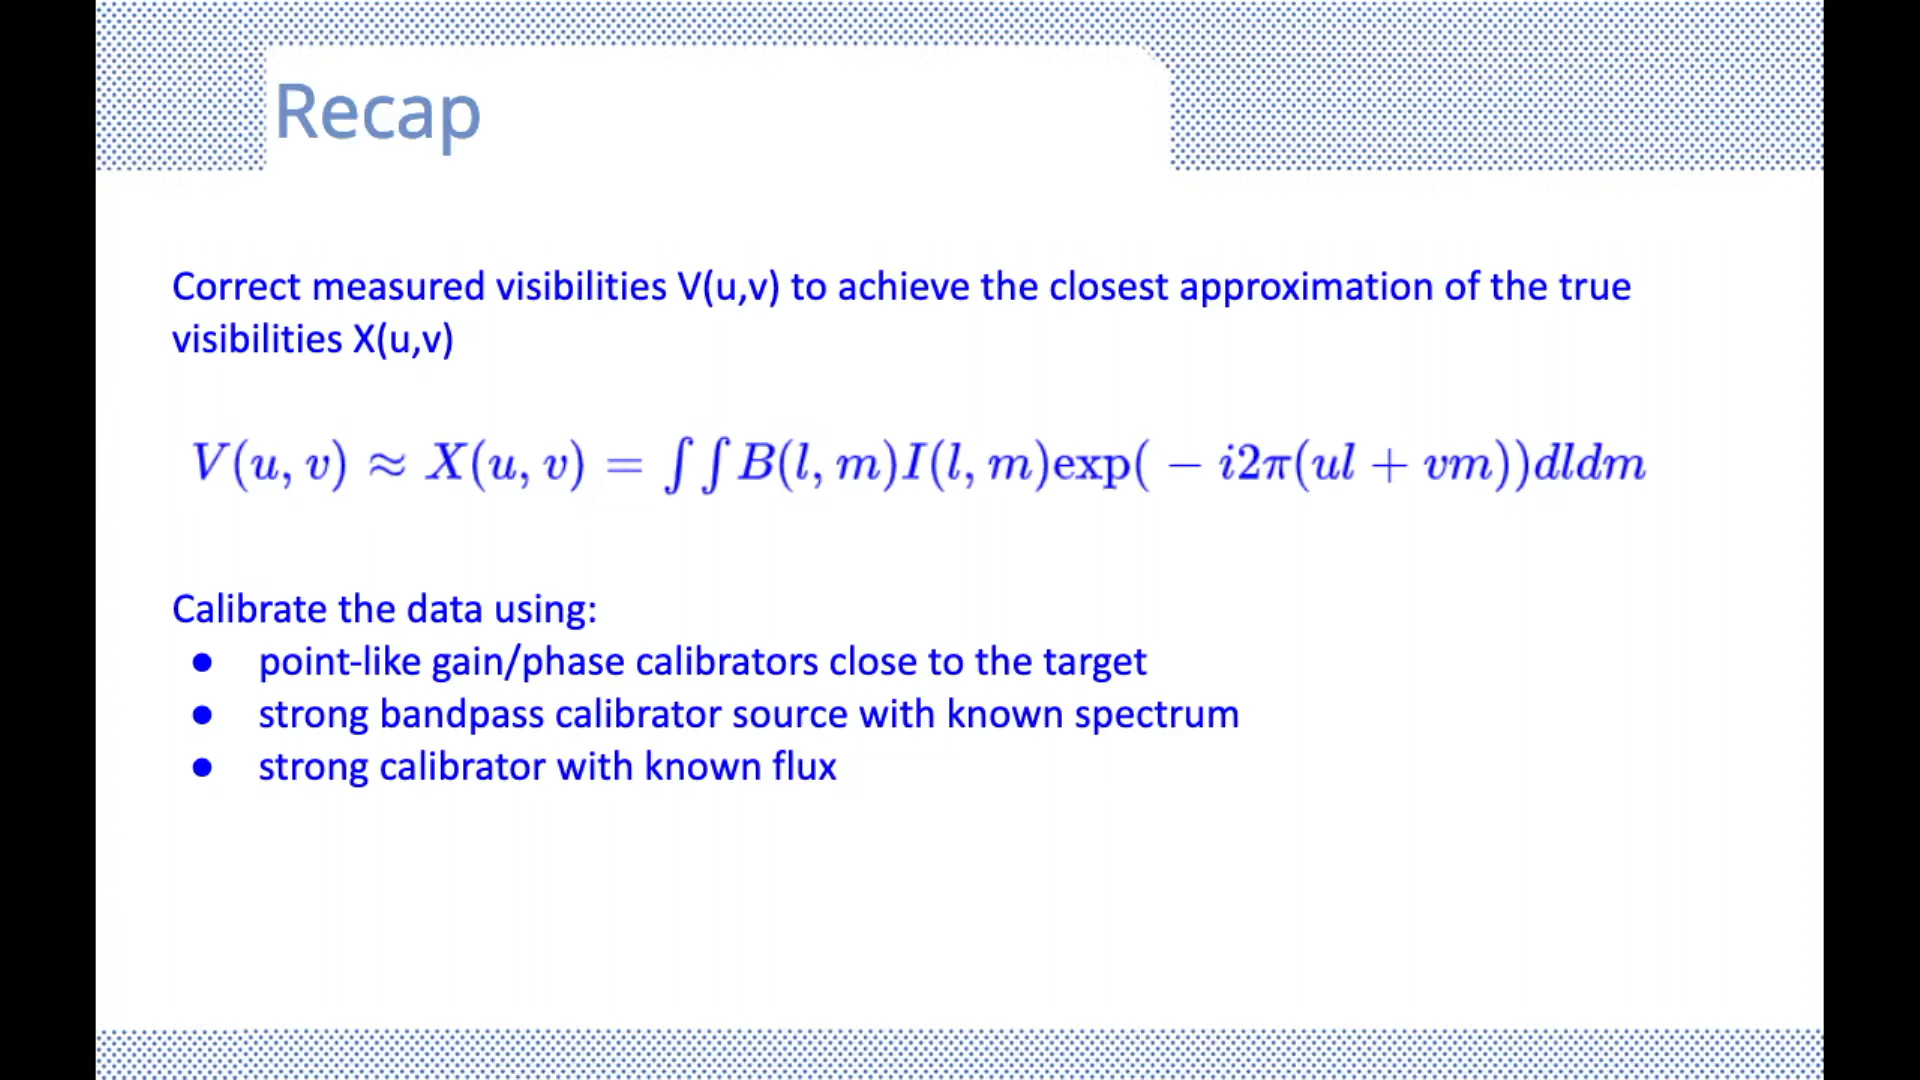 Recap
Correct measured visibilities V(u,v) to achieve the closest approximation of the true
visibilities X(u,v)
V(u, v) ≈ X(u, v) = ∫∫B(l, m)I(l, m)exp( − i2π(ul + vm))dldm
Calibrate the data using:
● point-like gain/phase calibrators close to the target
● strong bandpass calibrator source with known spectrum
● strong calibrator with known flux